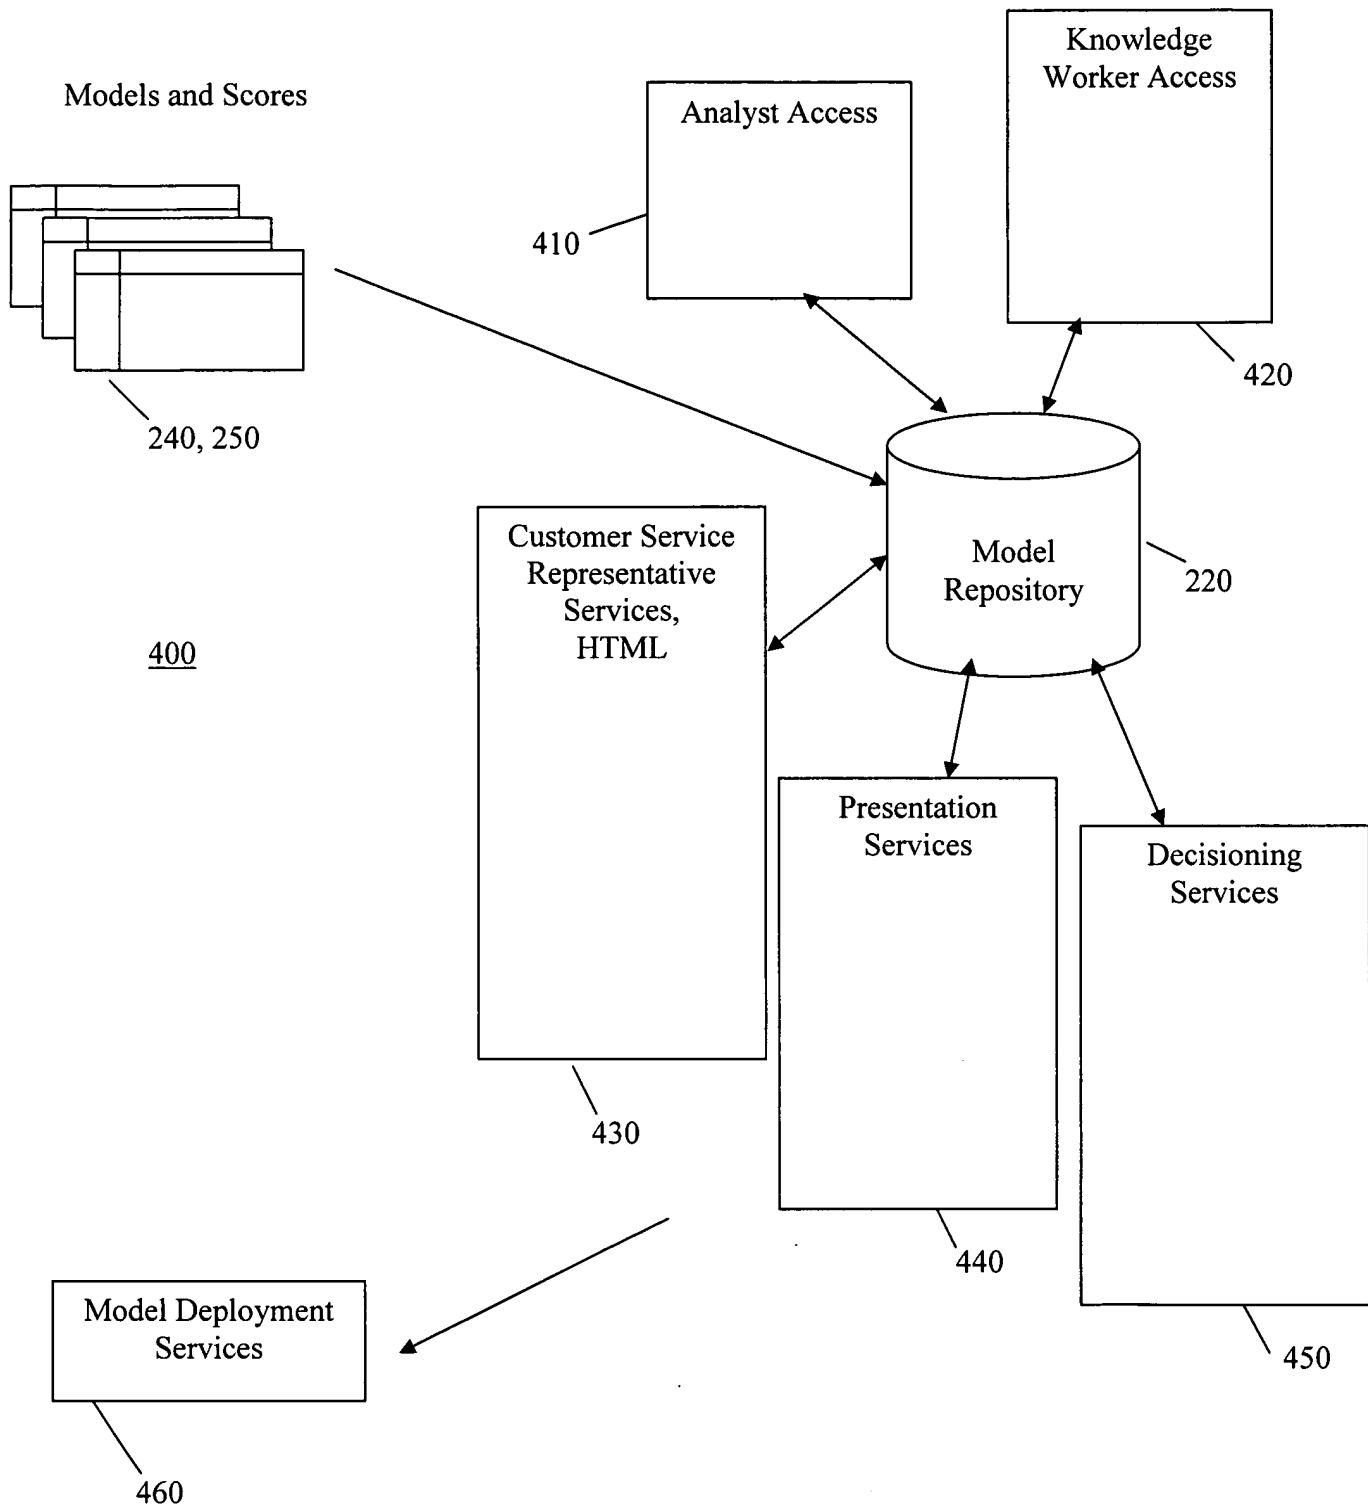 Knowledge
Worker Access
Models and Scores
Analyst Access
410
420
240, 250
Customer Service
Representative
Services,
HTML
Model
Repository
220
400
Presentation
Services
Decisioning
Services
430
440
Model Deployment
Services
450
460